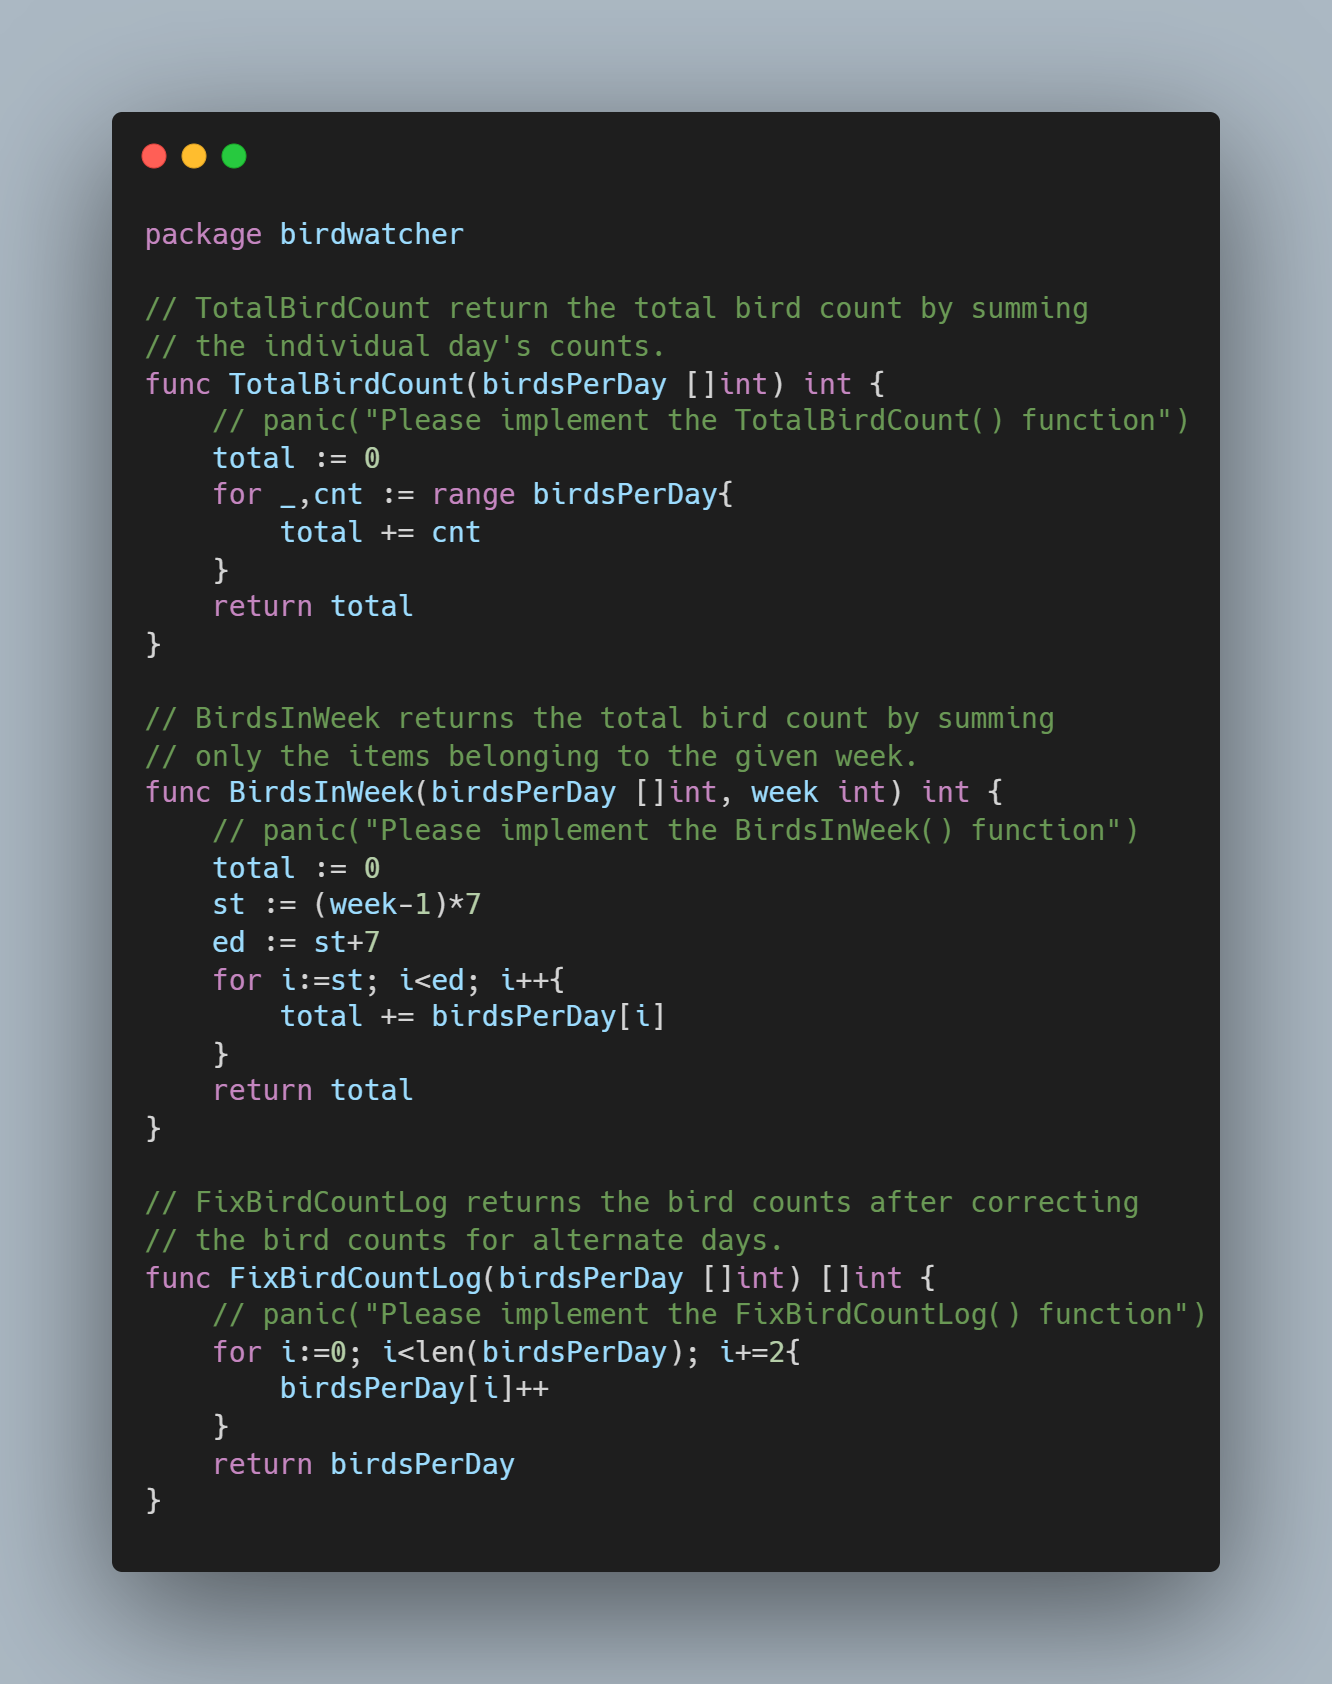 package birdwatcher

// TotalBirdCount return the total bird count by summing
// the individual day's counts.
func TotalBirdCount(birdsPerDay []int) int {
    // panic("Please implement the TotalBirdCount() function")
    total := 0
    for _,cnt := range birdsPerDay{
        total += cnt
    }
    return total
}

// BirdsInWeek returns the total bird count by summing
// only the items belonging to the given week.
func BirdsInWeek(birdsPerDay []int, week int) int {
    // panic("Please implement the BirdsInWeek() function")
    total := 0
    st := (week-1)*7
    ed := st+7
    for i:=st; i<ed; i++{
        total += birdsPerDay[i]
    }
    return total
}

// FixBirdCountLog returns the bird counts after correcting
// the bird counts for alternate days.
func FixBirdCountLog(birdsPerDay []int) []int {
    // panic("Please implement the FixBirdCountLog() function")
    for i:=0; i<len(birdsPerDay); i+=2{
        birdsPerDay[i]++
    }
    return birdsPerDay
}